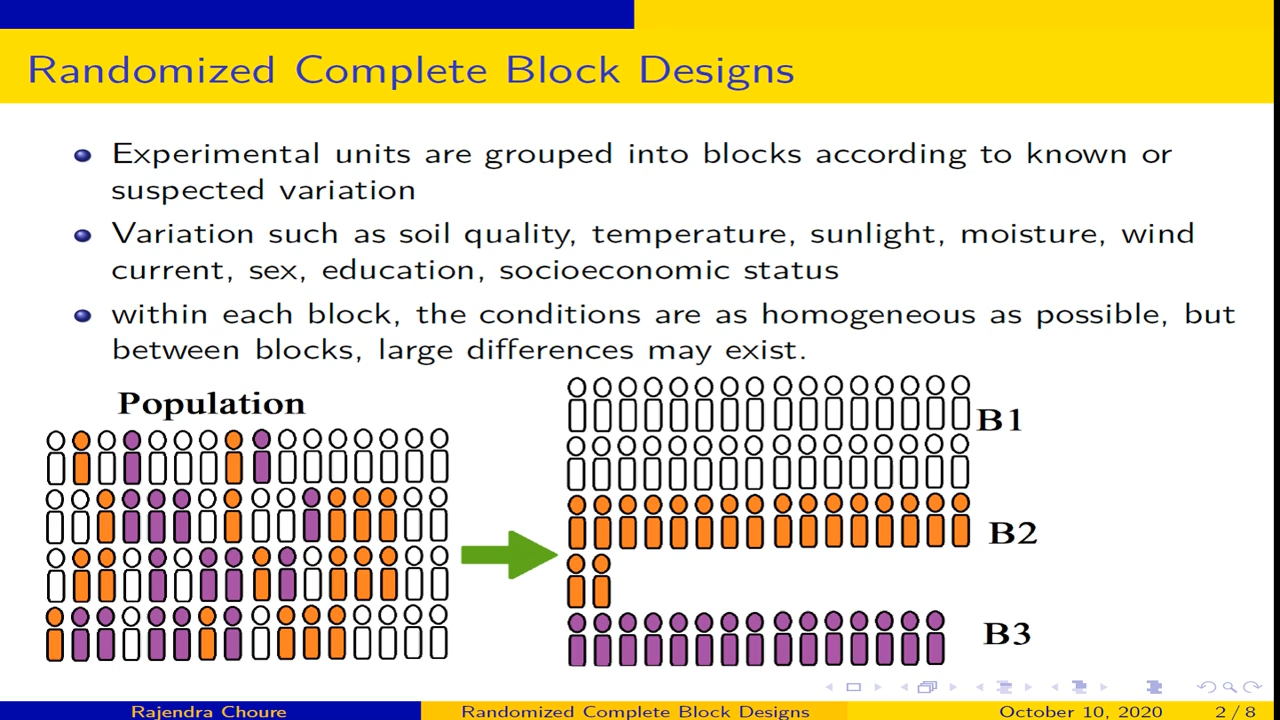 Randomized Complete Block Designs
Experimental units are grouped into blocks according to known or
suspected variation
Variation such as soil quality, temperature, sunlight, moisture, wind
current, sex, education, socioeconomic status
within each block, the conditions are as homogeneous as possible, but
between blocks, large differences may exist.
Population
B1
B2
B3
Rajendra Choure
Randomized Complete Block Designs
October 10, 2020
2 / 8